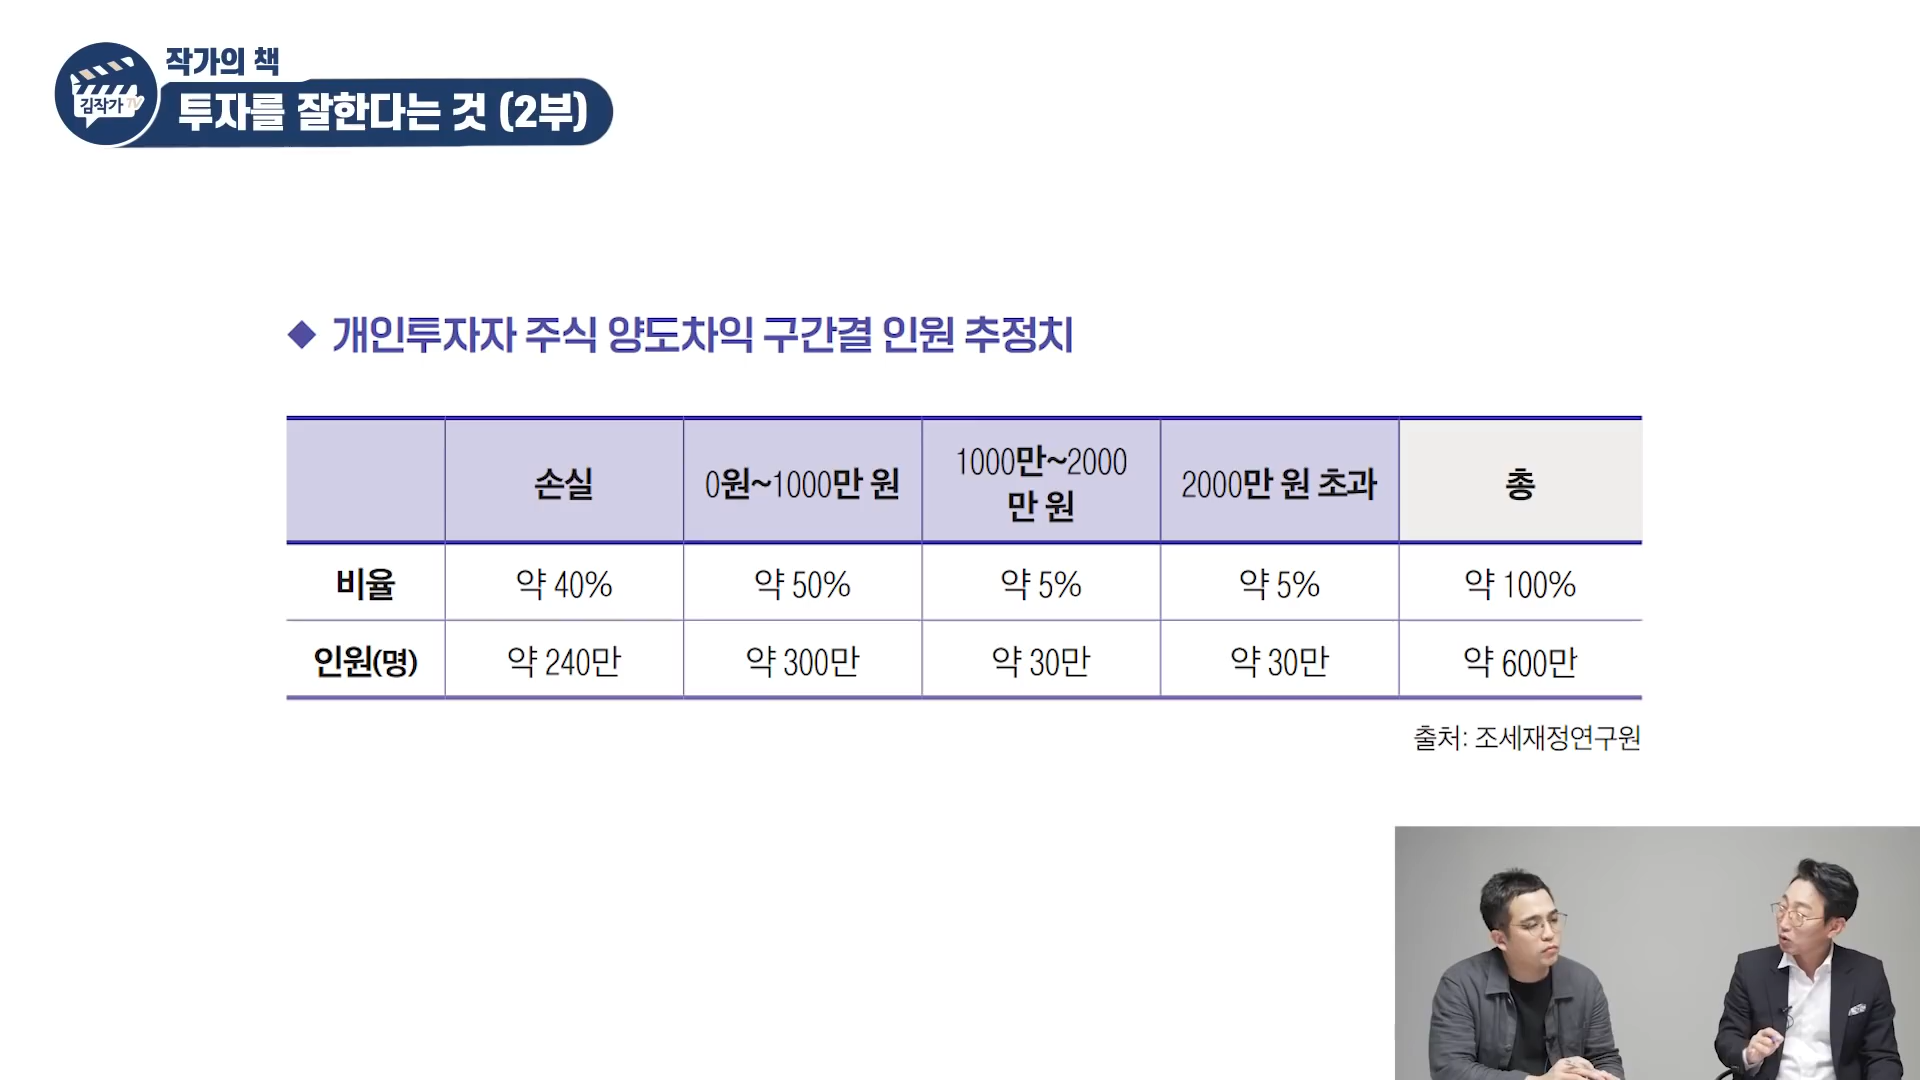 작가의 책
김작가 TV
투자를 잘한다는 것 (2부)
◆ 개인투자자 주식 양도차익 구간결 인원 추정치
손실 0원~1000만 원 1000만~2000만 원 2000만 원 초과 총
비율 약 40% 약 50% 약 5% 약 5% 약 100%
인원(명) 약 240만 약 300만 약 30만 약 30만 약 600만
출처: 조세재정연구원